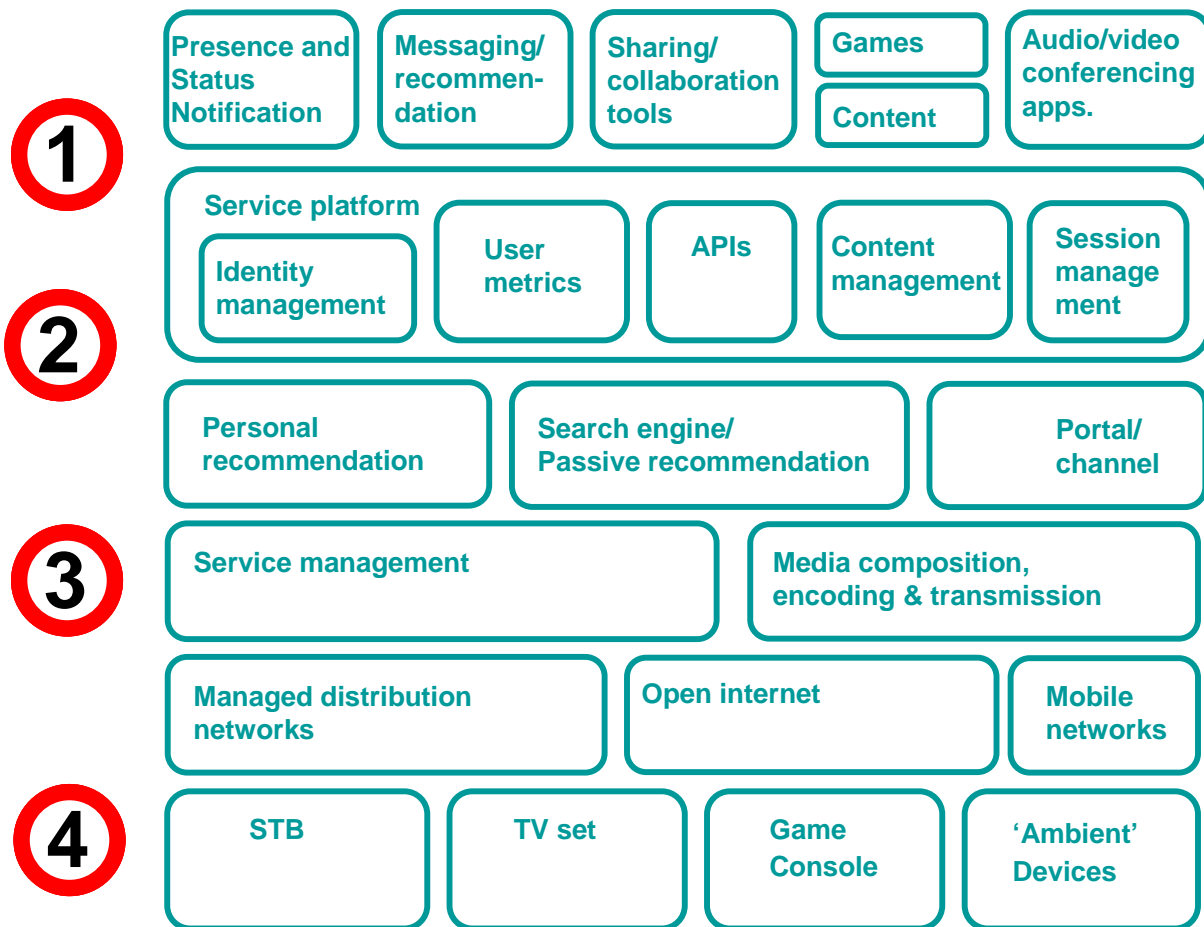 Presence and
Status
Notification
Messaging/
recommen-
dation
Sharing/
collaboration
tools
Games
Content
Audio/video
conferencing
apps.
1
Service platform
Identity
management
User
metrics
APIs
Content
management
Session
manage
ment
2
Personal
recommendation
Search engine/
Passive recommendation
Portal/
channel
3
Service management
Media composition,
encoding & transmission
Managed distribution
networks
Open internet
Mobile
networks
4
STB
TV set
Game
Console
‘Ambient’
Devices